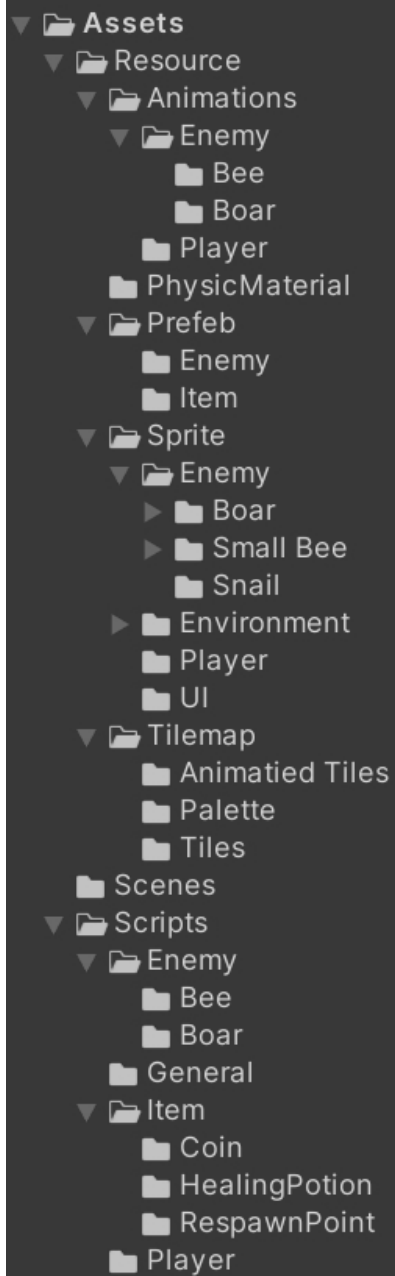 Assets
Resource
Animations
Enemy
Bee
Boar
Player
PhysicMaterial
Prefeb
Enemy
Item
Sprite
Enemy
Boar
Small Bee
Snail
Environment
Player
UI
Tilemap
Animatied Tiles
Palette
Tiles
Scenes
Scripts
Enemy
Bee
Boar
General
Item
Coin
HealingPotion
RespawnPoint
Player